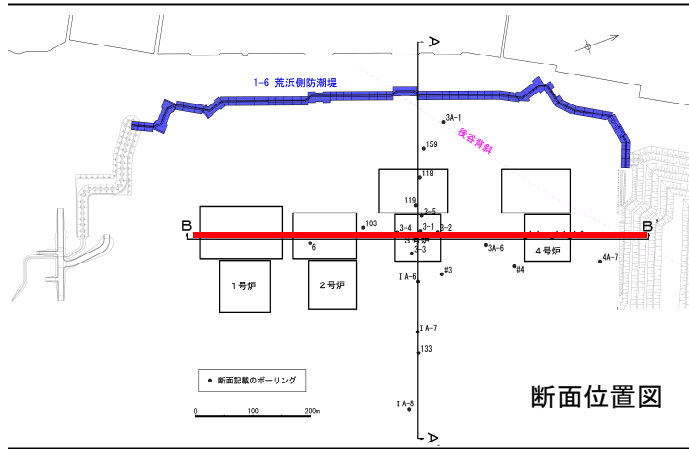 A
1-6 荒浜側防潮堤
3A-1
後谷背斜
159
118
119
3-5
103
3-4
3-1
3-2
B
B'
6
3号炉
3-3
3A-6
4号炉
4A-7
ⅠA-6
#3
#4
1号炉
2号炉
ⅠA-7
133
断面記載のボーリング
ⅠA-8
0 100 200m
断面位置図
A'